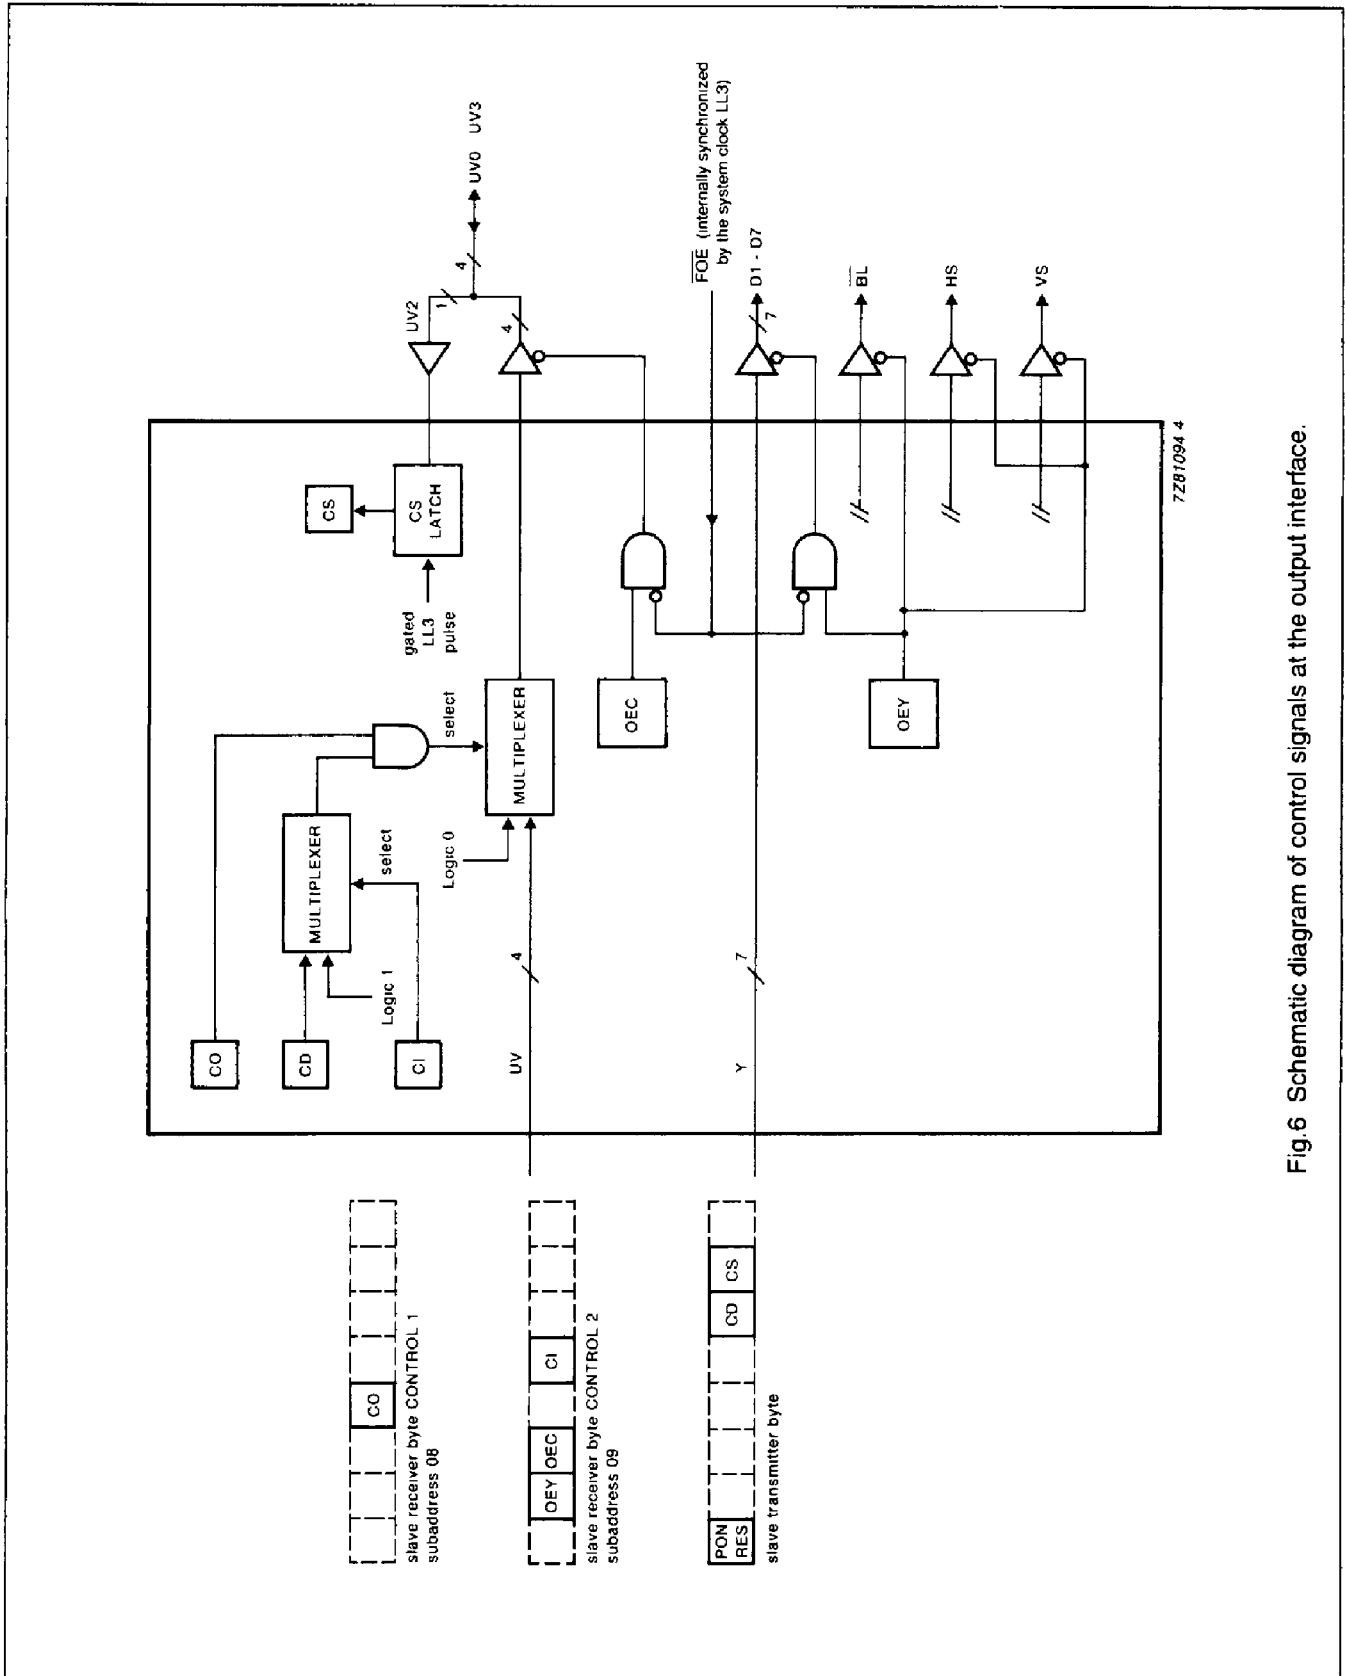 CO
slave receiver byte CONTROL 1
subaddress 08
OEY OEC CI
slave receiver byte CONTROL 2
subaddress 09
PON
RES
CD CS
slave transmitter byte
CO
CD
CI
Logic 1
MULTIPLEXER
select
UV
4
Logic 0
MULTIPLEXER
select
Y
7
gated
LL3
pulse
CS
CS
LATCH
OEC
OEY
UV2
1
4
4
UV0 UV3
FOE (internally synchronized
by the system clock LL3)
7
D1 - D7
BL
HS
VS
7Z81094 4
Fig.6 Schematic diagram of control signals at the output interface.